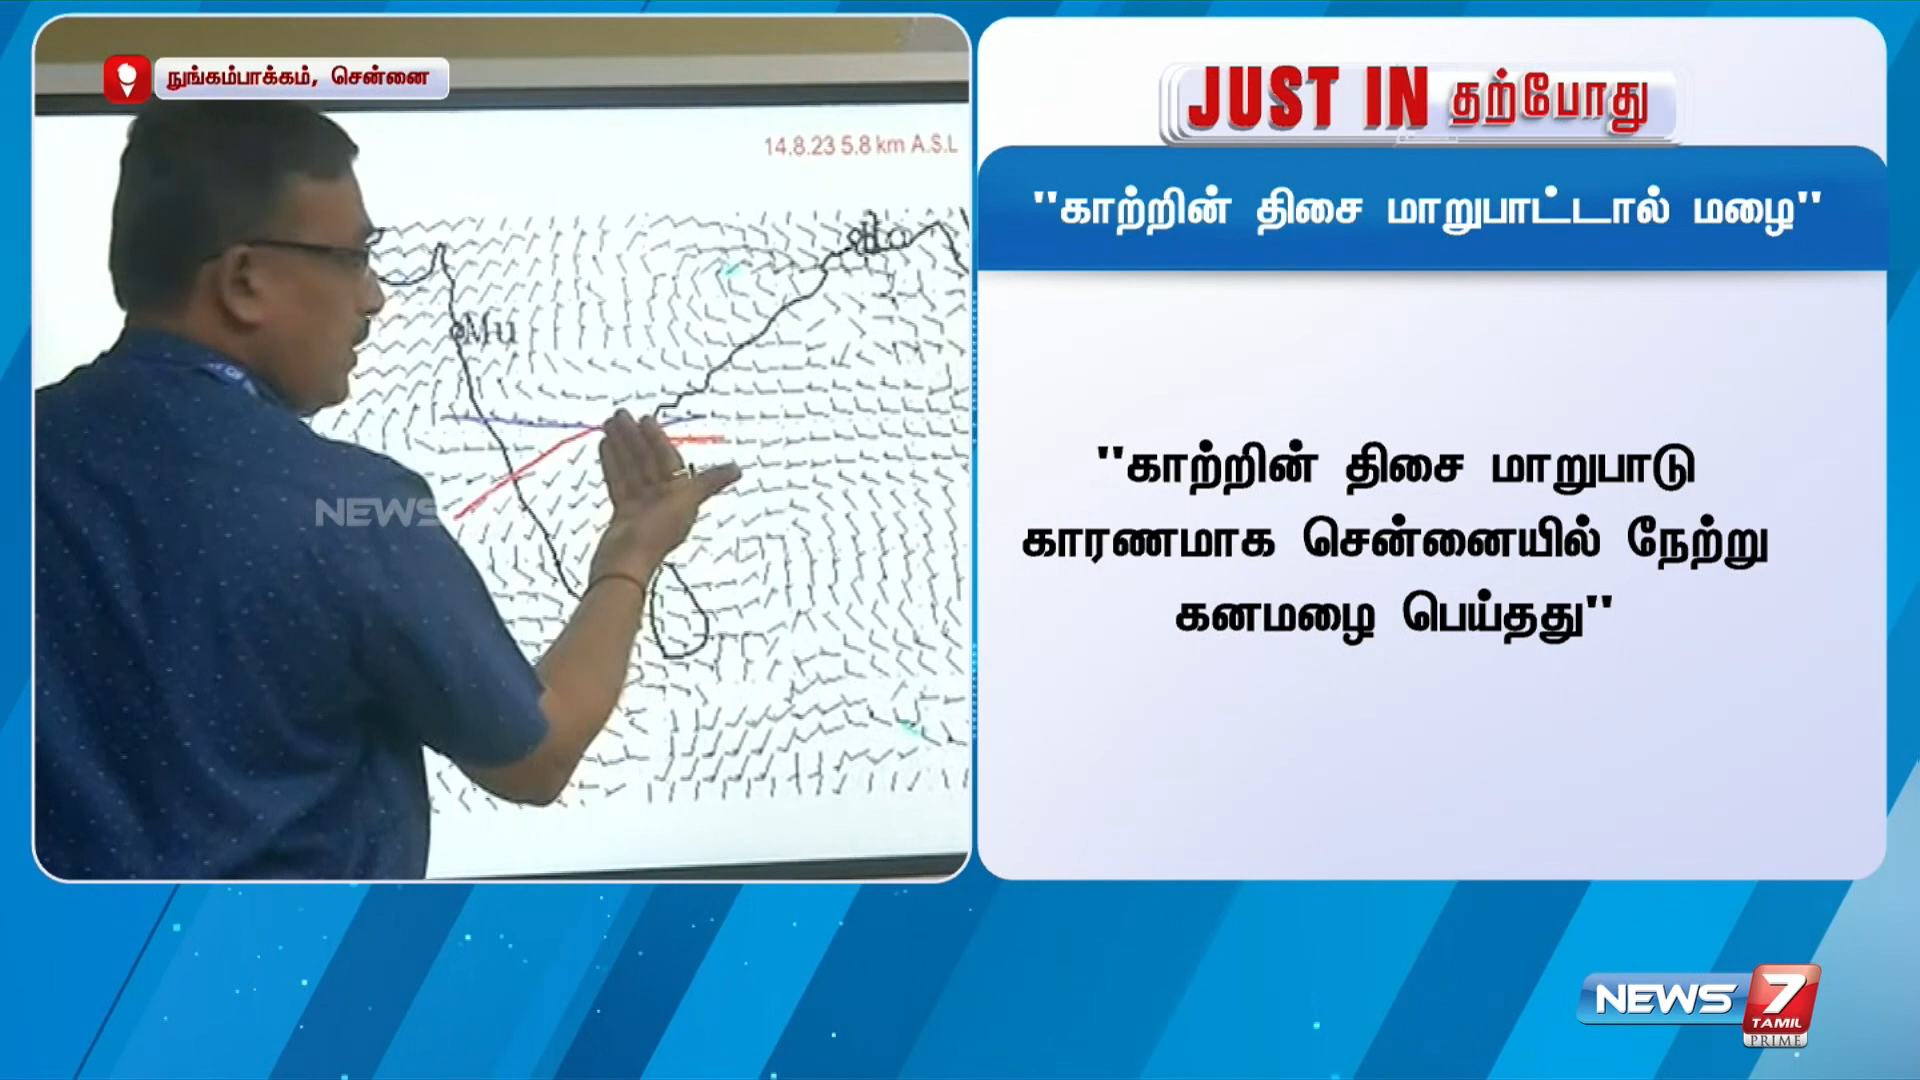 நுங்கம்பாக்கம், சென்னை
14.8.23 5.8 km A.S.L
Mu
NEWS
JUST IN தற்போது
"காற்றின் திசை மாறுபாட்டால் மழை"
"காற்றின் திசை மாறுபாடு
காரணமாக சென்னையில் நேற்று
கனமழை பெய்தது"
NEWS 7
TAMIL
PRIME